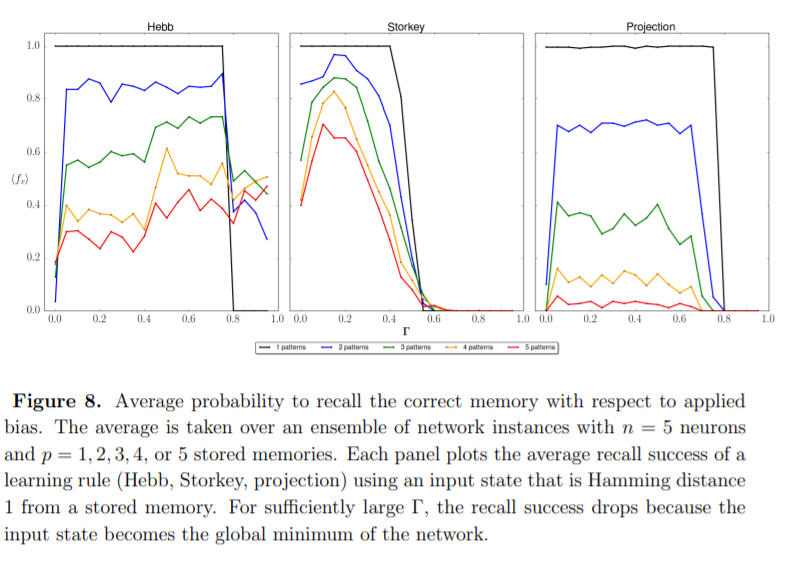 Hebb
Storkey
Projection
1.0
0.8
0.6
⟨fₓ⟩
0.4
0.2
0.0
0.0 0.2 0.4 0.6 0.8 1.0
0.0 0.2 0.4 0.6 0.8 1.0
0.0 0.2 0.4 0.6 0.8 1.0
Γ
1 patterns 2 patterns 3 patterns 4 patterns 5 patterns
Figure 8. Average probability to recall the correct memory with respect to applied
bias. The average is taken over an ensemble of network instances with n = 5 neurons
and p = 1, 2, 3, 4, or 5 stored memories. Each panel plots the average recall success of a
learning rule (Hebb, Storkey, projection) using an input state that is Hamming distance
1 from a stored memory. For sufficiently large Γ, the recall success drops because the
input state becomes the global minimum of the network.